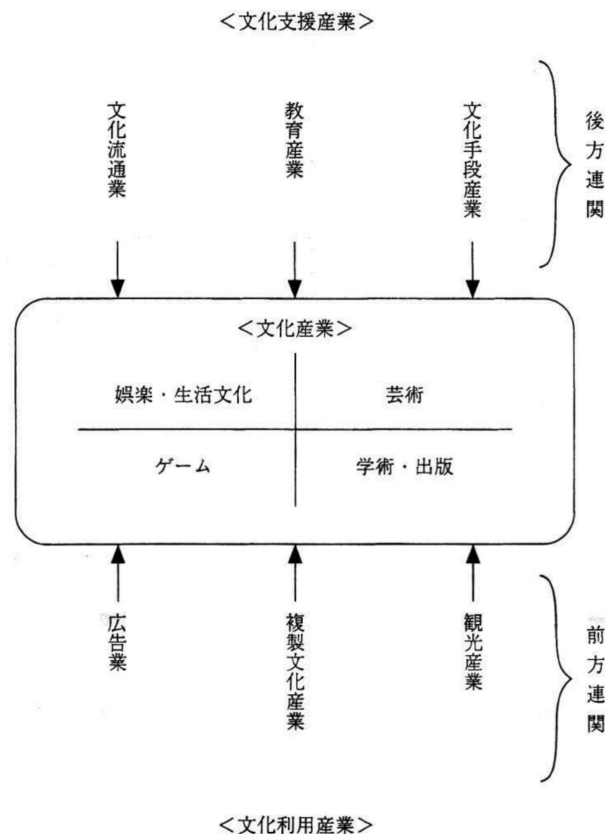 ＜文化支援産業＞
文化流通業
教育産業
文化手段産業
後方連関
＜文化産業＞
娯楽・生活文化
芸術
ゲーム
学術・出版
広告業
複製文化産業
観光産業
前方連関
＜文化利用産業＞